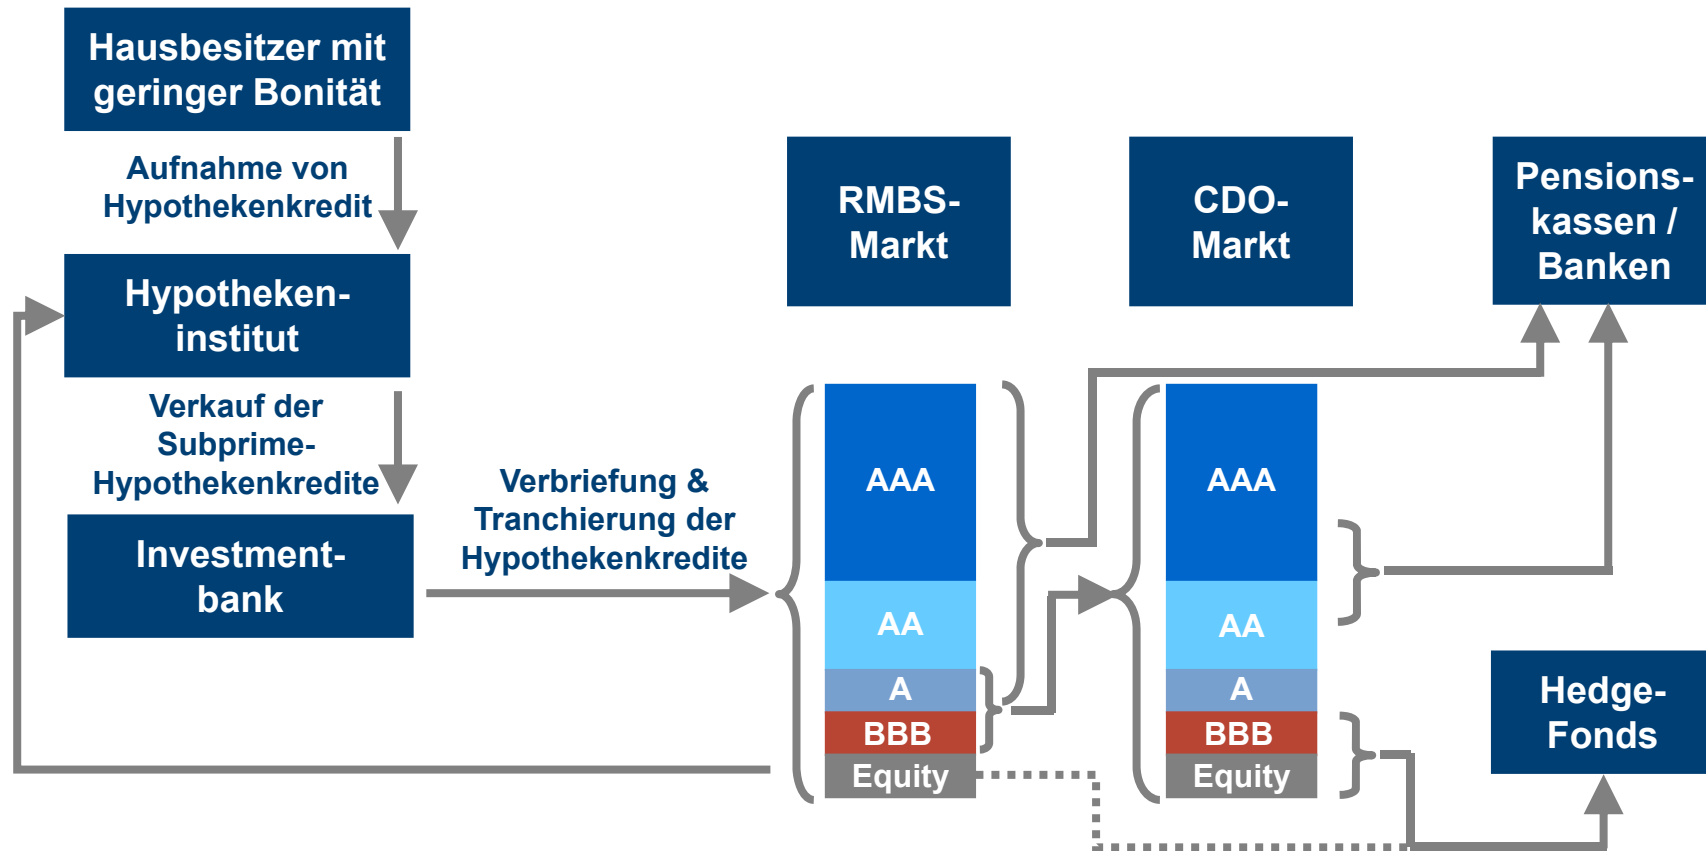 Hausbesitzer mit
geringer Bonität
Aufnahme von
Hypothekenkredit
Hypotheken-
institut
Verkauf der
Subprime-
Hypothekenkredite
Investment-
bank
Verbriefung &
Tranchierung der
Hypothekenkredite
RMBS-
Markt
AAA
AA
A
BBB
Equity
CDO-
Markt
AAA
AA
A
BBB
Equity
Pensions-
kassen /
Banken
Hedge-
Fonds